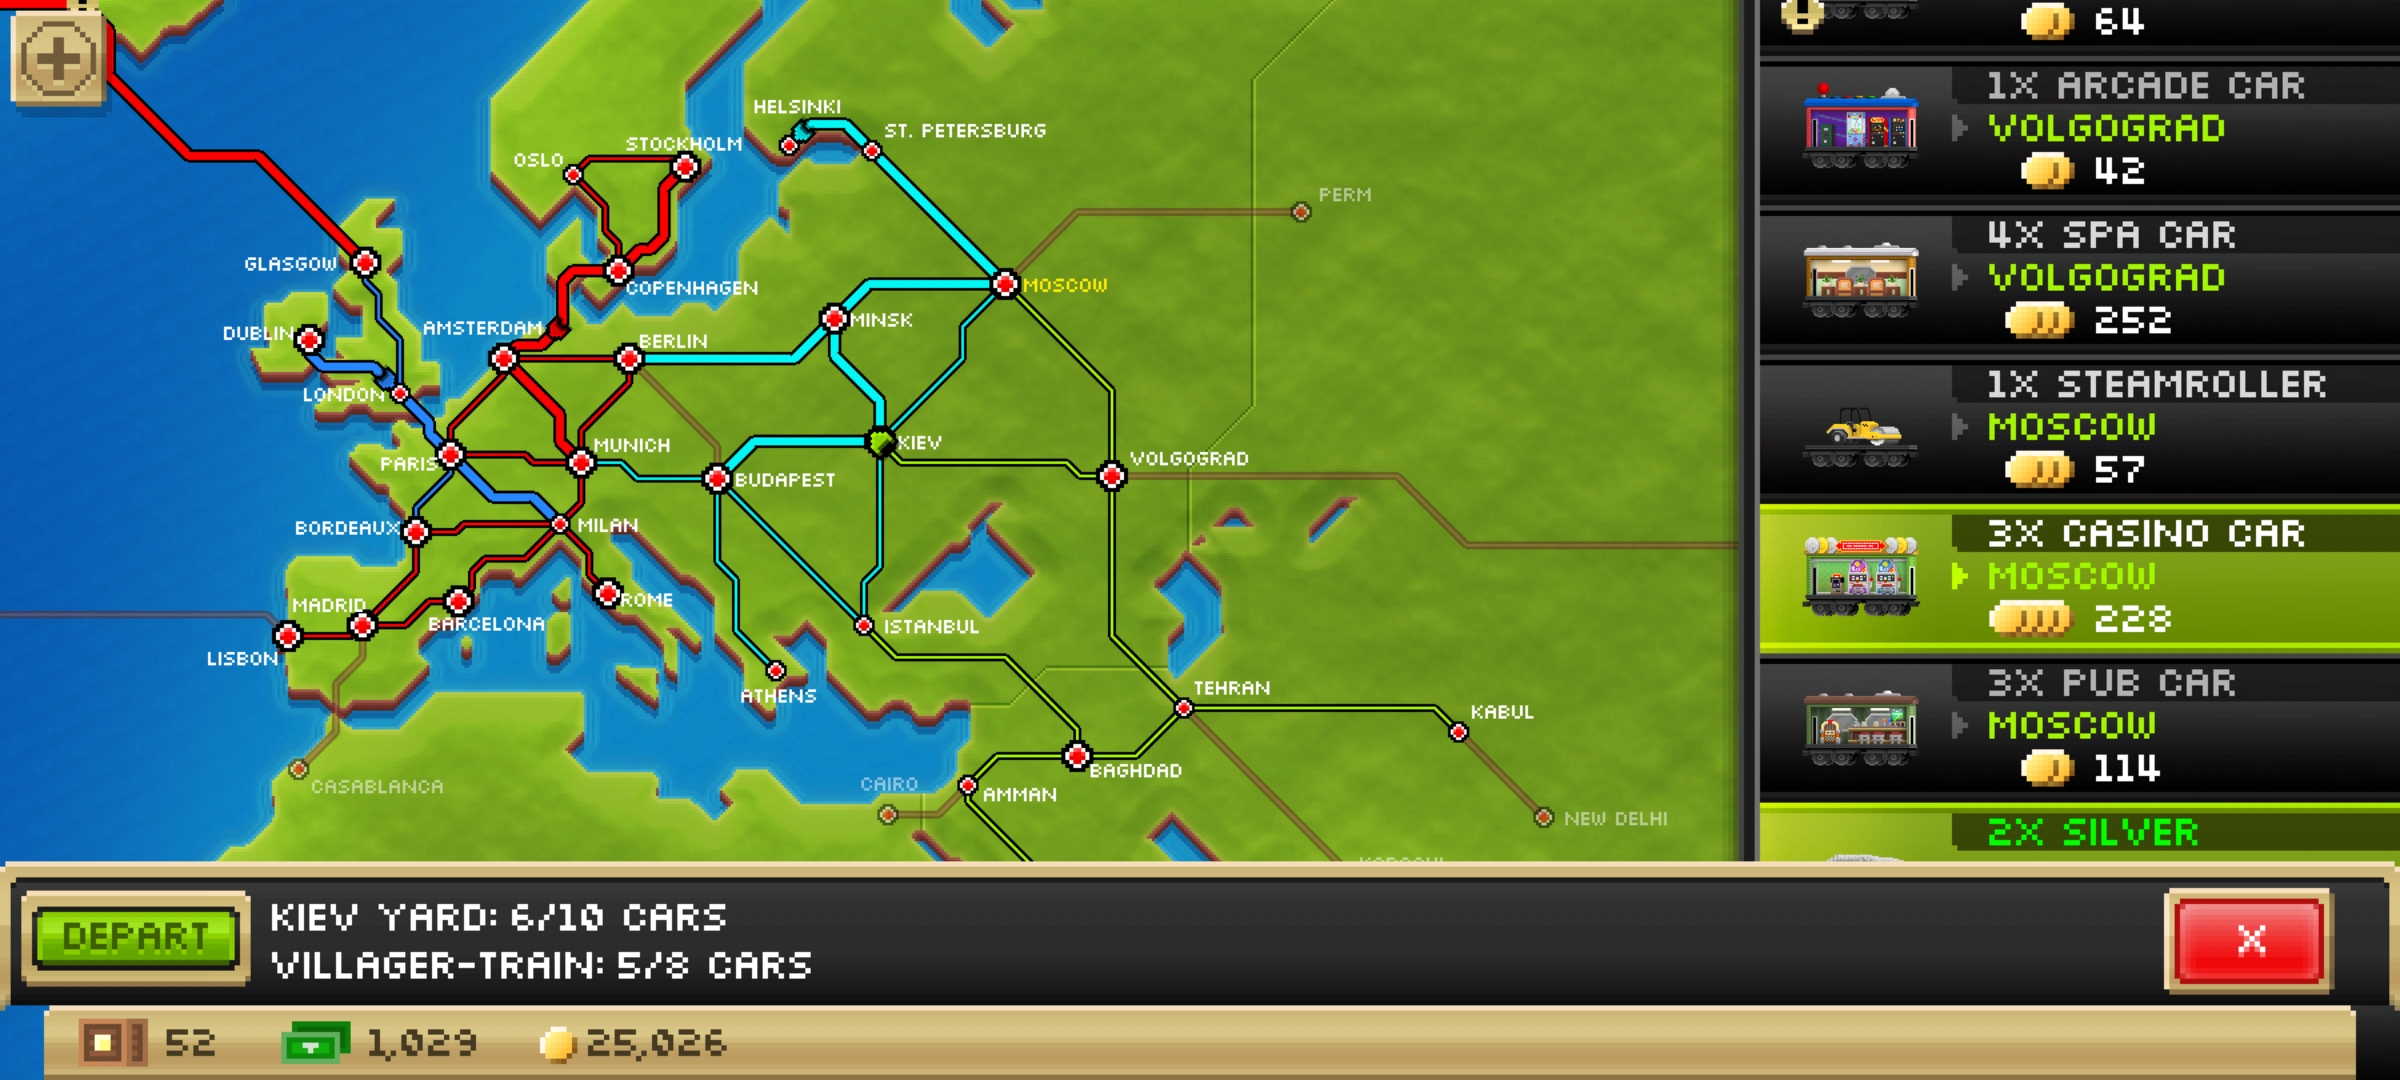 64
1X ARCADE CAR
VOLGOGRAD
42
4X SPA CAR
VOLGOGRAD
252
1X STEAMROLLER
MOSCOW
57
3X CASINO CAR
MOSCOW
228
3X PUB CAR
MOSCOW
114
2X SILVER
HELSINKI
ST. PETERSBURG
STOCKHOLM
OSLO
PERM
GLASGOW
COPENHAGEN
MOSCOW
DUBLIN
AMSTERDAM
BERLIN
MINSK
LONDON
PARIS
MUNICH
KIEV
BUDAPEST
VOLGOGRAD
BORDEAUX
MILAN
MADRID
BARCELONA
ROME
ISTANBUL
LISBON
ATHENS
TEHRAN
KABUL
BAGHDAD
CASABLANCA
CAIRO
AMMAN
NEW DELHI
DEPART
KIEV YARD: 6/10 CARS
VILLAGER-TRAIN: 5/8 CARS
X
52
1,029
25,026